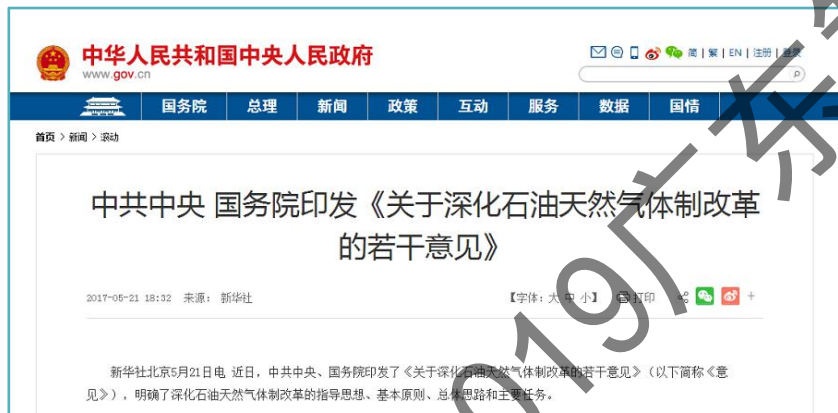 中华人民共和国中央人民政府
www.gov.cn
简 | 繁 | EN | 注册 | 登录
国务院 总理 新闻 政策 互动 服务 数据 国情
首页 > 新闻 > 滚动
中共中央 国务院印发《关于深化石油天然气体制改革
的若干意见》
2017-05-21 18:32 来源： 新华社 【字体：大 中 小】 打印
新华社北京5月21日电 近日，中共中央、国务院印发了《关于深化石油天然气体制改革的若干意见》（以下简称《意
见》），明确了深化石油天然气体制改革的指导思想、基本原则、总体思路和主要任务。
2019广东